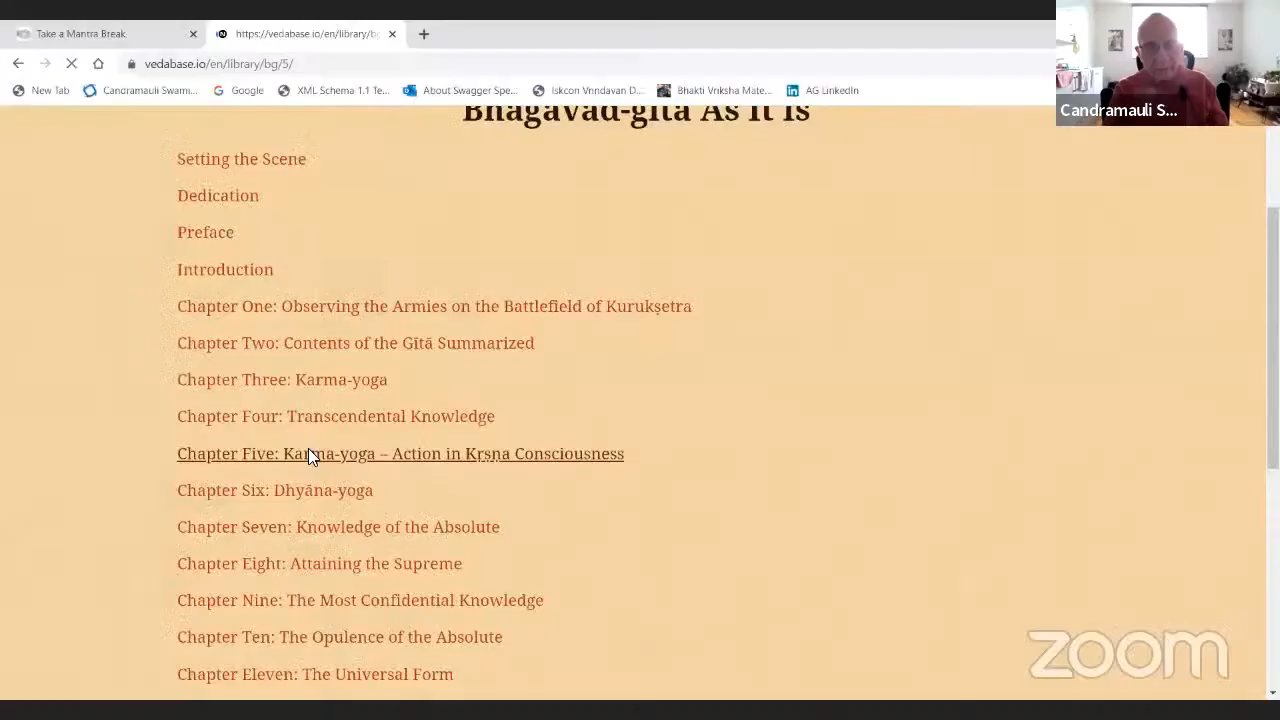 Take a Mantra Break
https://vedabase.io/en/library/bg
vedabase.io/en/library/bg/5/
New Tab
Candramauli Swami...
Google
XML Schema 1.1 Te...
About Swagger Spe...
Iskcon Vrindavan D...
Bhakti Vriksha Mate...
AG LinkedIn
Candramauli S...
Bhagavad-gītā As It Is
Setting the Scene
Dedication
Preface
Introduction
Chapter One: Observing the Armies on the Battlefield of Kurukṣetra
Chapter Two: Contents of the Gītā Summarized
Chapter Three: Karma-yoga
Chapter Four: Transcendental Knowledge
Chapter Five: Karma-yoga – Action in Kṛṣṇa Consciousness
Chapter Six: Dhyāna-yoga
Chapter Seven: Knowledge of the Absolute
Chapter Eight: Attaining the Supreme
Chapter Nine: The Most Confidential Knowledge
Chapter Ten: The Opulence of the Absolute
Chapter Eleven: The Universal Form
zoom